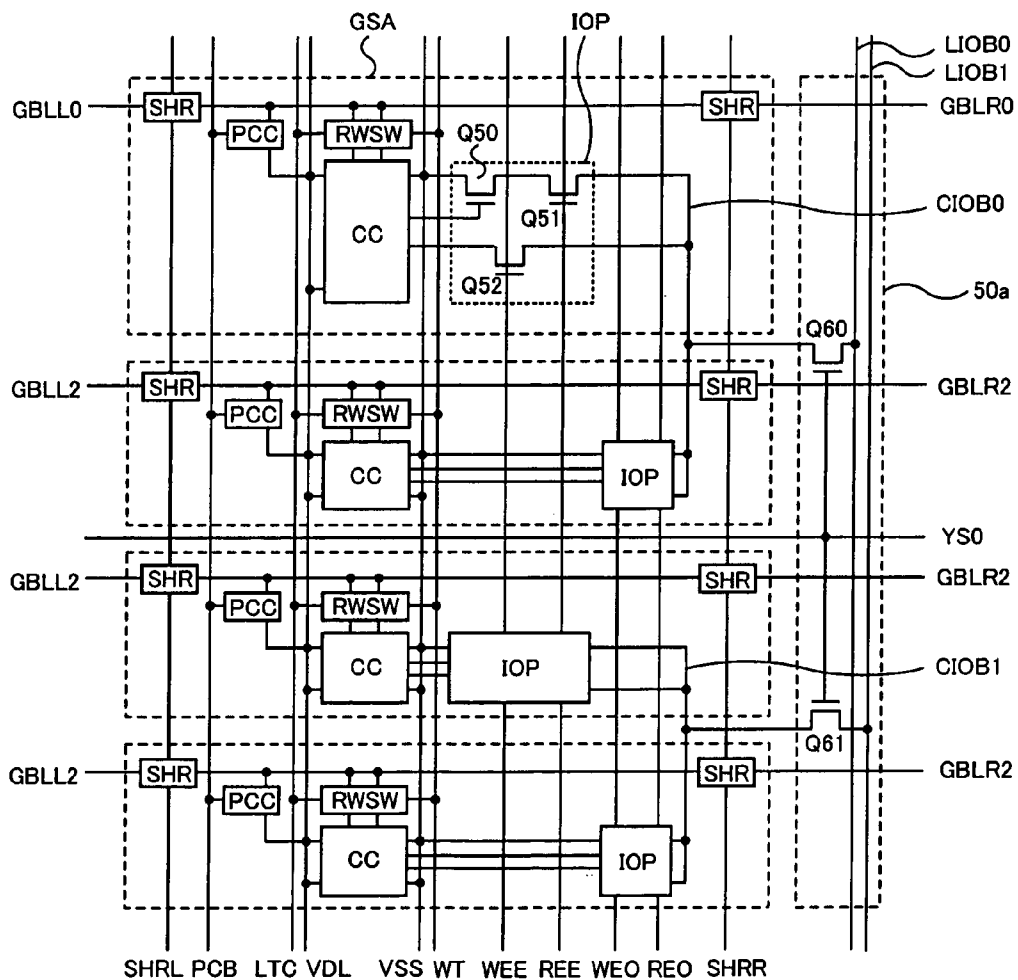 GSA IOP LIOB0
LIOB1
GBLL0 SHR SHR GBLR0
PCC RWSW Q50
CC Q51 CIOB0
Q52 50a
Q60
GBLL2 SHR SHR GBLR2
PCC RWSW
CC IOP
YS0
GBLL2 SHR SHR GBLR2
PCC RWSW
CC IOP CIOB1
Q61
GBLL2 SHR SHR GBLR2
PCC RWSW
CC IOP
SHRL PCB LTC VDL VSS WT WEE REE WEO REO SHRR